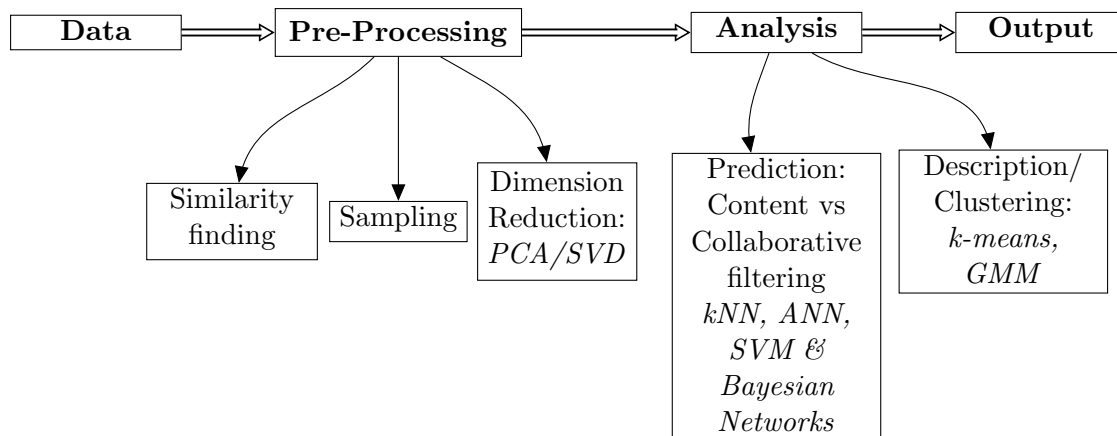 Data
Pre-Processing
Analysis
Output
Similarity
finding
Sampling
Dimension
Reduction:
PCA/SVD
Prediction:
Content vs
Collaborative
filtering
kNN, ANN,
SVM &
Bayesian
Networks
Description/
Clustering:
k-means,
GMM